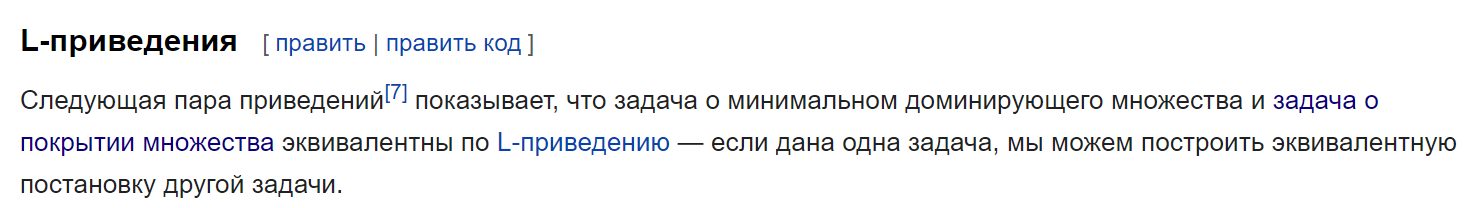 L-приведения [ править | править код ]
Следующая пара приведений[7] показывает, что задача о минимальном доминирующего множества и задача о
покрытии множества эквивалентны по L-приведению — если дана одна задача, мы можем построить эквивалентную
постановку другой задачи.